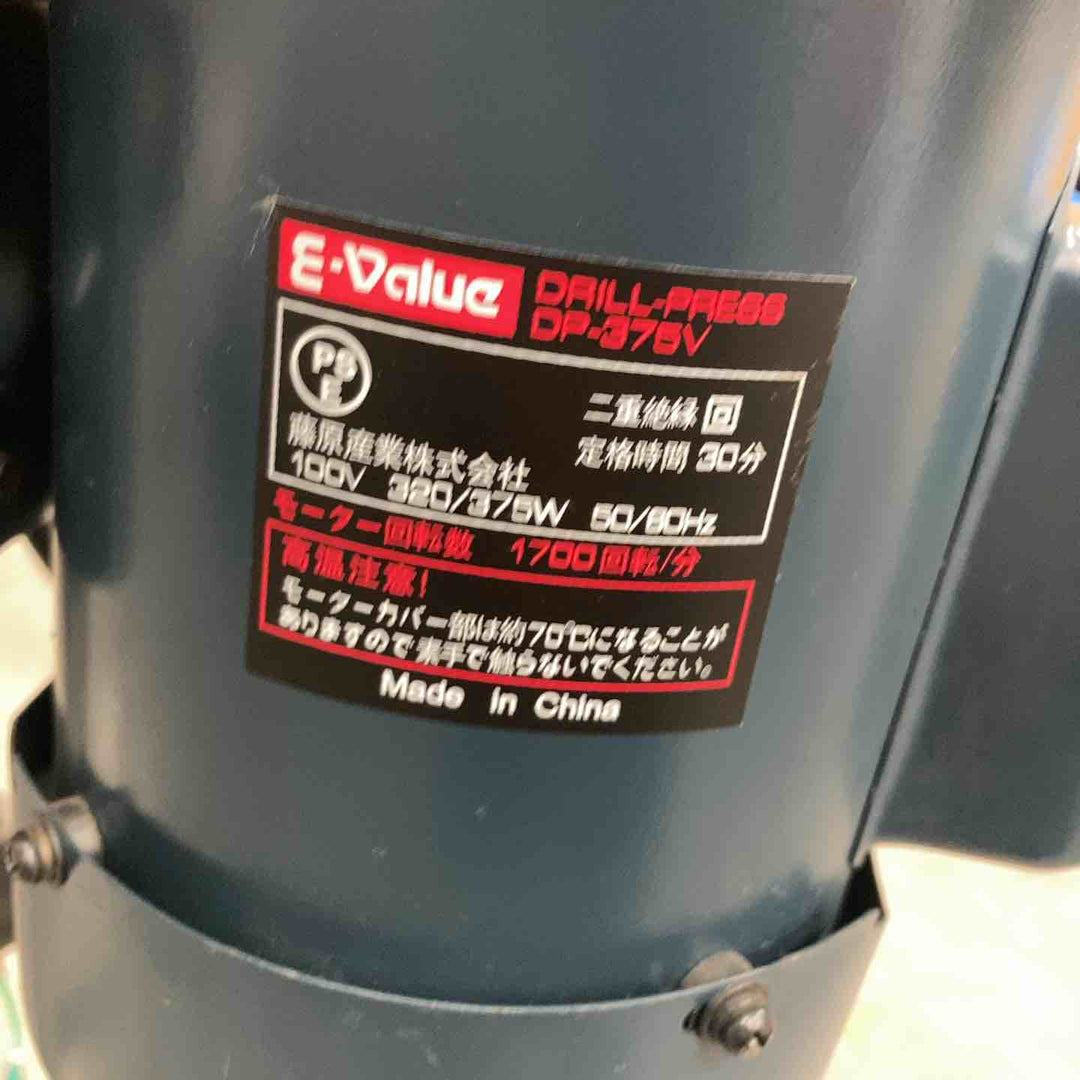 E-Value DRILL-PRESS
DP-375V
PS
E
二重絶縁 回
藤原産業株式会社 定格時間 30分
100V 320/375W 50/60Hz
モーター回転数 1700回転/分
高温注意!
モーターカバー部は約70℃になることが
ありますので素手で触らないでください。
Made in China